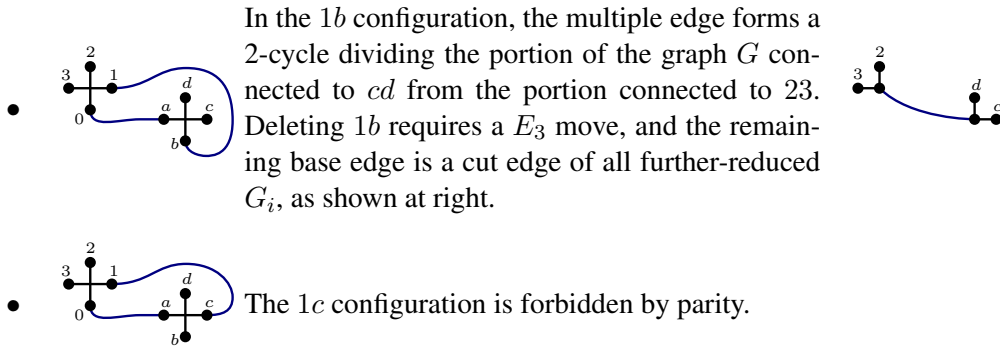 In the 1b configuration, the multiple edge forms a
2-cycle dividing the portion of the graph G con-
nected to cd from the portion connected to 23.
Deleting 1b requires a E₃ move, and the remain-
ing base edge is a cut edge of all further-reduced
Gᵢ, as shown at right.
2
3 1
d
0 a c
b
2
3
d
c
The 1c configuration is forbidden by parity.
2
3 1
d
0 a c
b